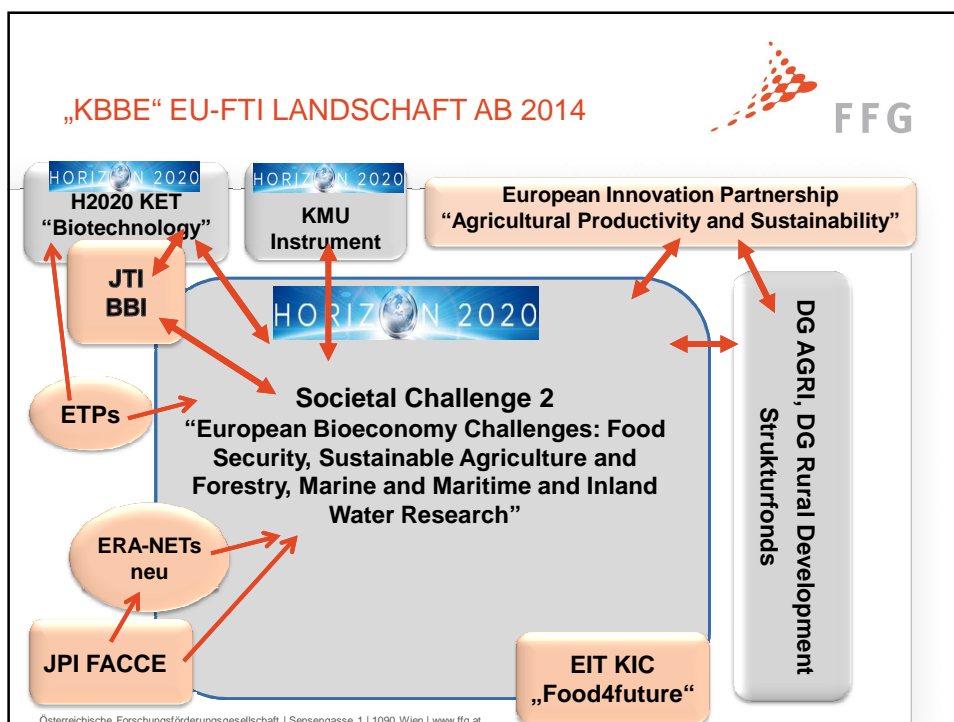 „KBBE“ EU-FTI LANDSCHAFT AB 2014
FFG
HORIZON 2020
H2020 KET
“Biotechnology”
HORIZON 2020
KMU
Instrument
European Innovation Partnership
“Agricultural Productivity and Sustainability”
JTI
BBI
HORIZON 2020
Societal Challenge 2
“European Bioeconomy Challenges: Food
Security, Sustainable Agriculture and
Forestry, Marine and Maritime and Inland
Water Research”
DG AGRI, DG Rural Development
Strukturfonds
ETPs
ERA-NETs
neu
JPI FACCE
EIT KIC
„Food4future“
Österreichische Forschungsförderungsgesellschaft | Sensengasse 1 | 1090 Wien | www.ffg.at